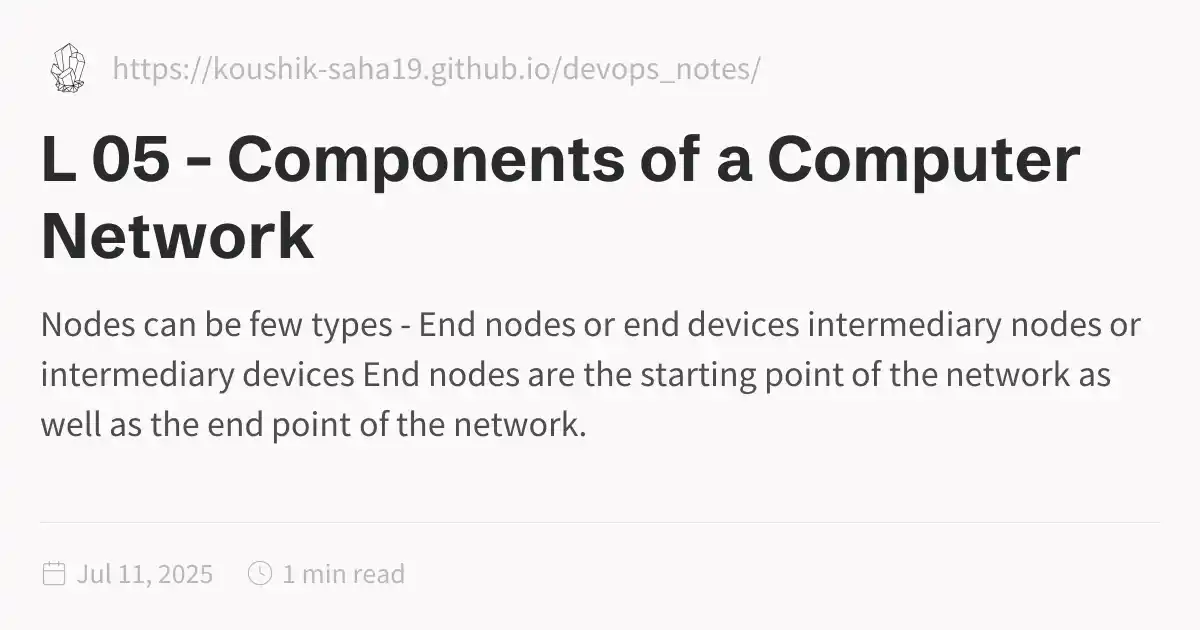 https://koushik-saha19.github.io/devops_notes/
L 05 - Components of a Computer
Network
Nodes can be few types - End nodes or end devices intermediary nodes or
intermediary devices End nodes are the starting point of the network as
well as the end point of the network.
Jul 11, 2025
1 min read